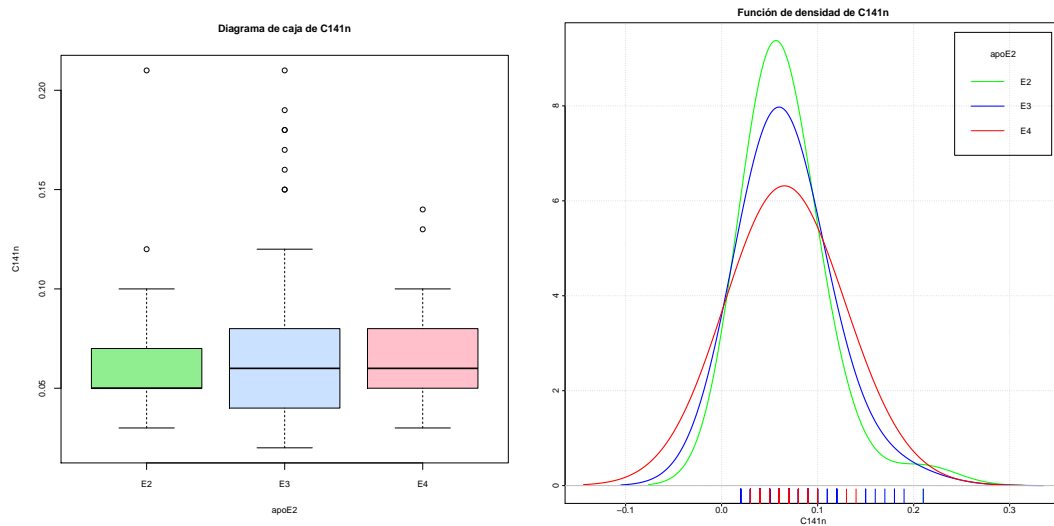 Diagrama de caja de C141n
C141n
0.20
0.15
0.10
0.05
E2 E3 E4
apoE2
Función de densidad de C141n
apoE2
E2
E3
E4
8
6
4
2
0
−0.1 0.0 0.1 0.2 0.3
C141n